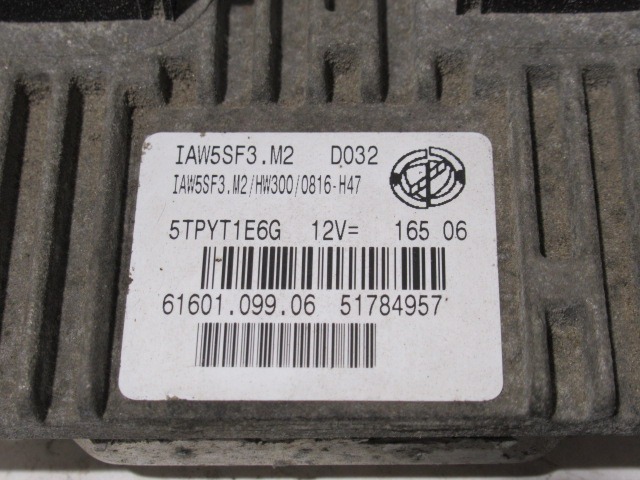 IAW5SF3.M2 D032
IAW5SF3.M2/HW300/0816-H47
5TPYT1E6G 12V= 165 06
61601.099.06 51784957